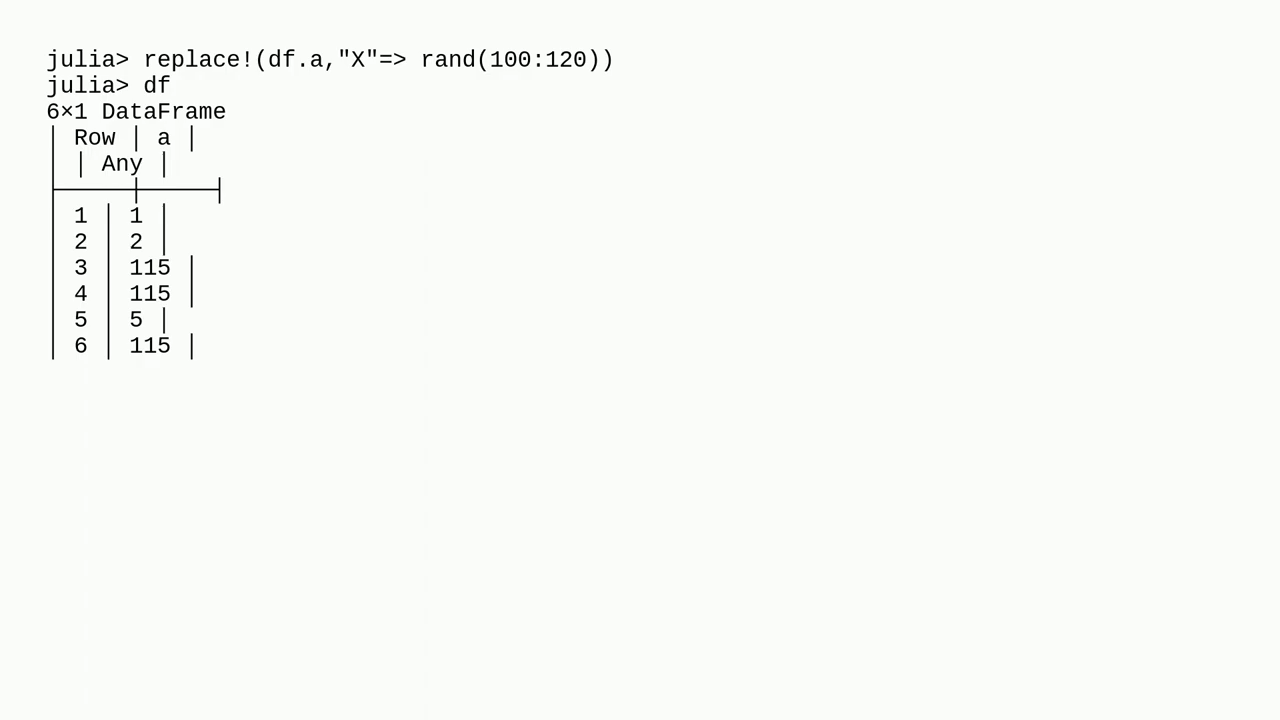 julia> replace!(df.a,"X"=> rand(100:120))
julia> df
6×1 DataFrame
│ Row │ a │
│ │ Any │
├─────┼─────┤
│ 1 │ 1 │
│ 2 │ 2 │
│ 3 │ 115 │
│ 4 │ 115 │
│ 5 │ 5 │
│ 6 │ 115 │